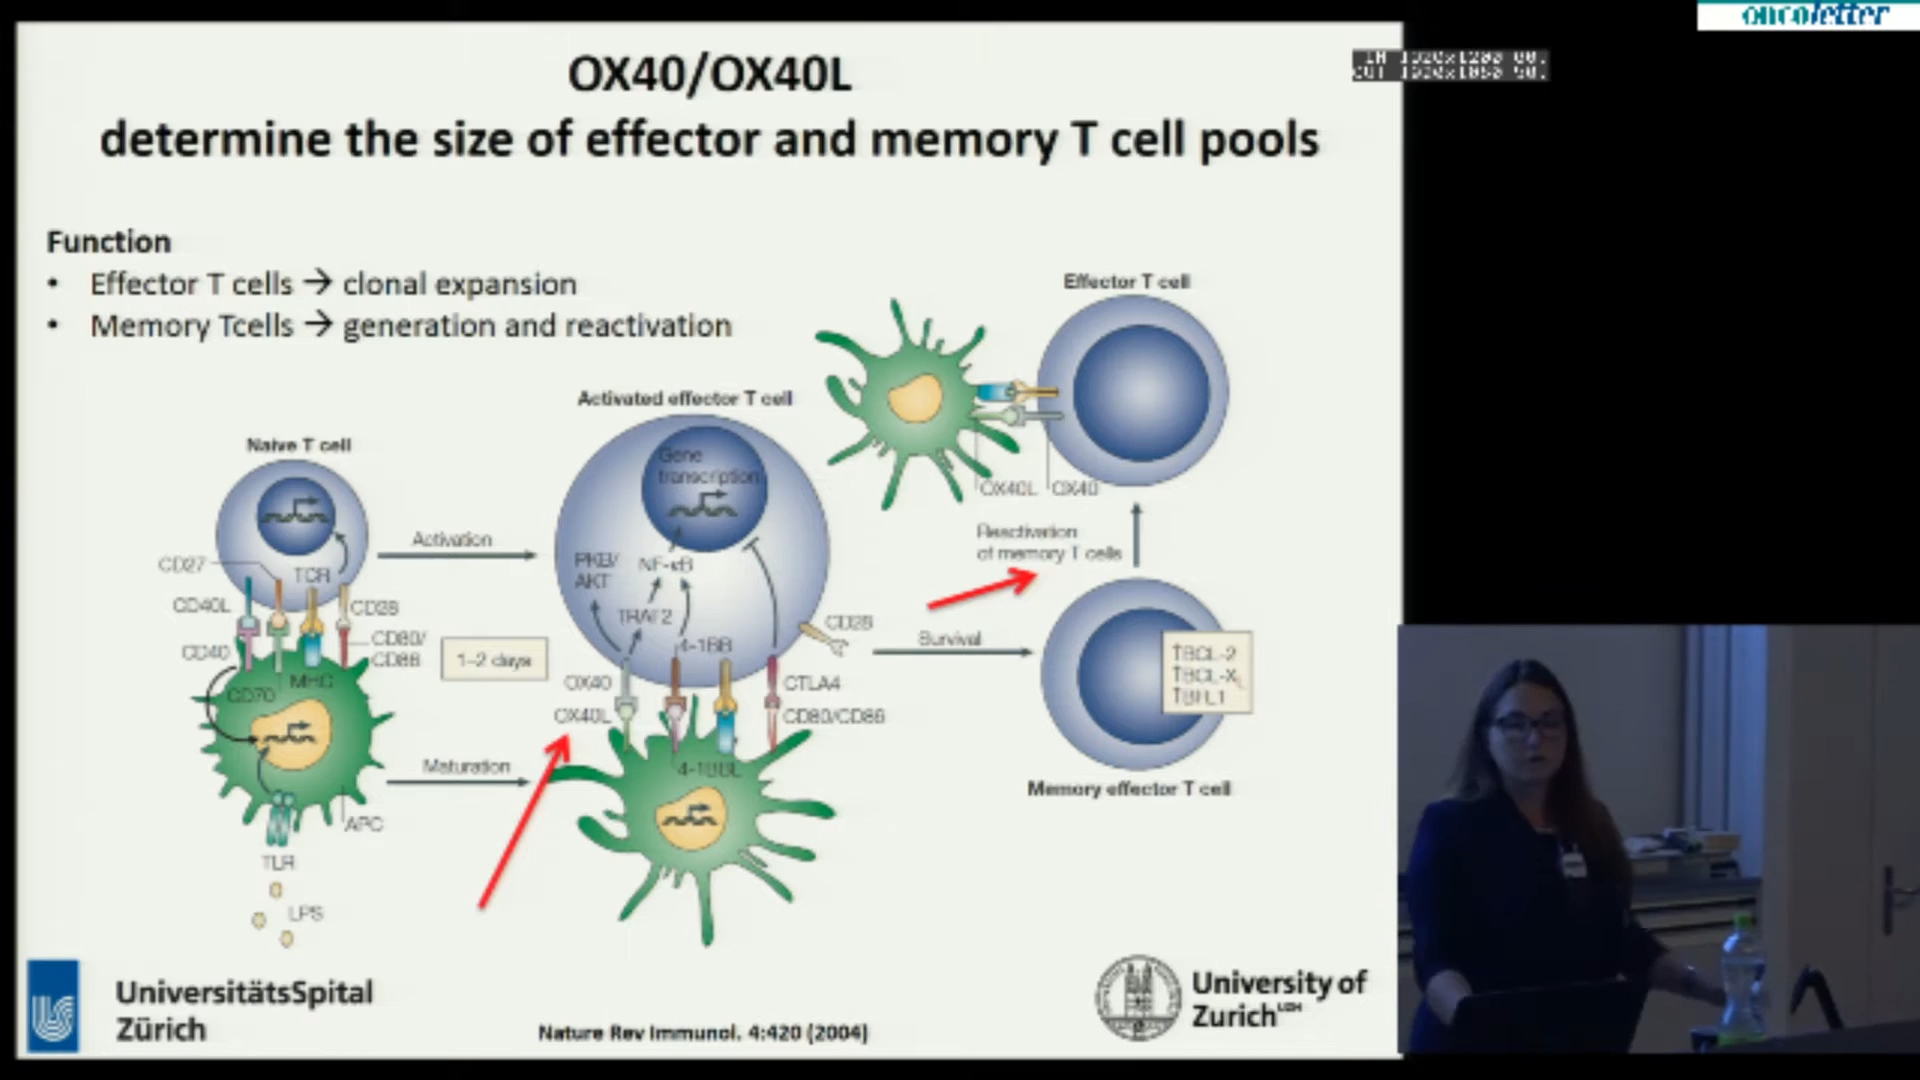 oncoletter
OX40/OX40L
determine the size of effector and memory T cell pools
Function
• Effector T cells → clonal expansion
• Memory Tcells → generation and reactivation
Effector T cell
Activated effector T cell
Naive T cell
Gene
transcription
OX40L
OX40
Reactivation
of memory T cells
Activation
PKB/
AKT
NF-κB
CD27
TCR
CD40L
CD28
TRAF2
CD28
Survival
4-1BB
CD40
CD80/
CD86
1–2 days
MHC
CD70
OX40
OX40L
CTLA4
CD80/CD86
↑BCL-2
↑BCL-XL
↑BFL1
Maturation
4-1BBL
Memory effector T cell
APC
TLR
LPS
UniversitätsSpital
Zürich
Nature Rev Immunol. 4:420 (2004)
University of
Zurich